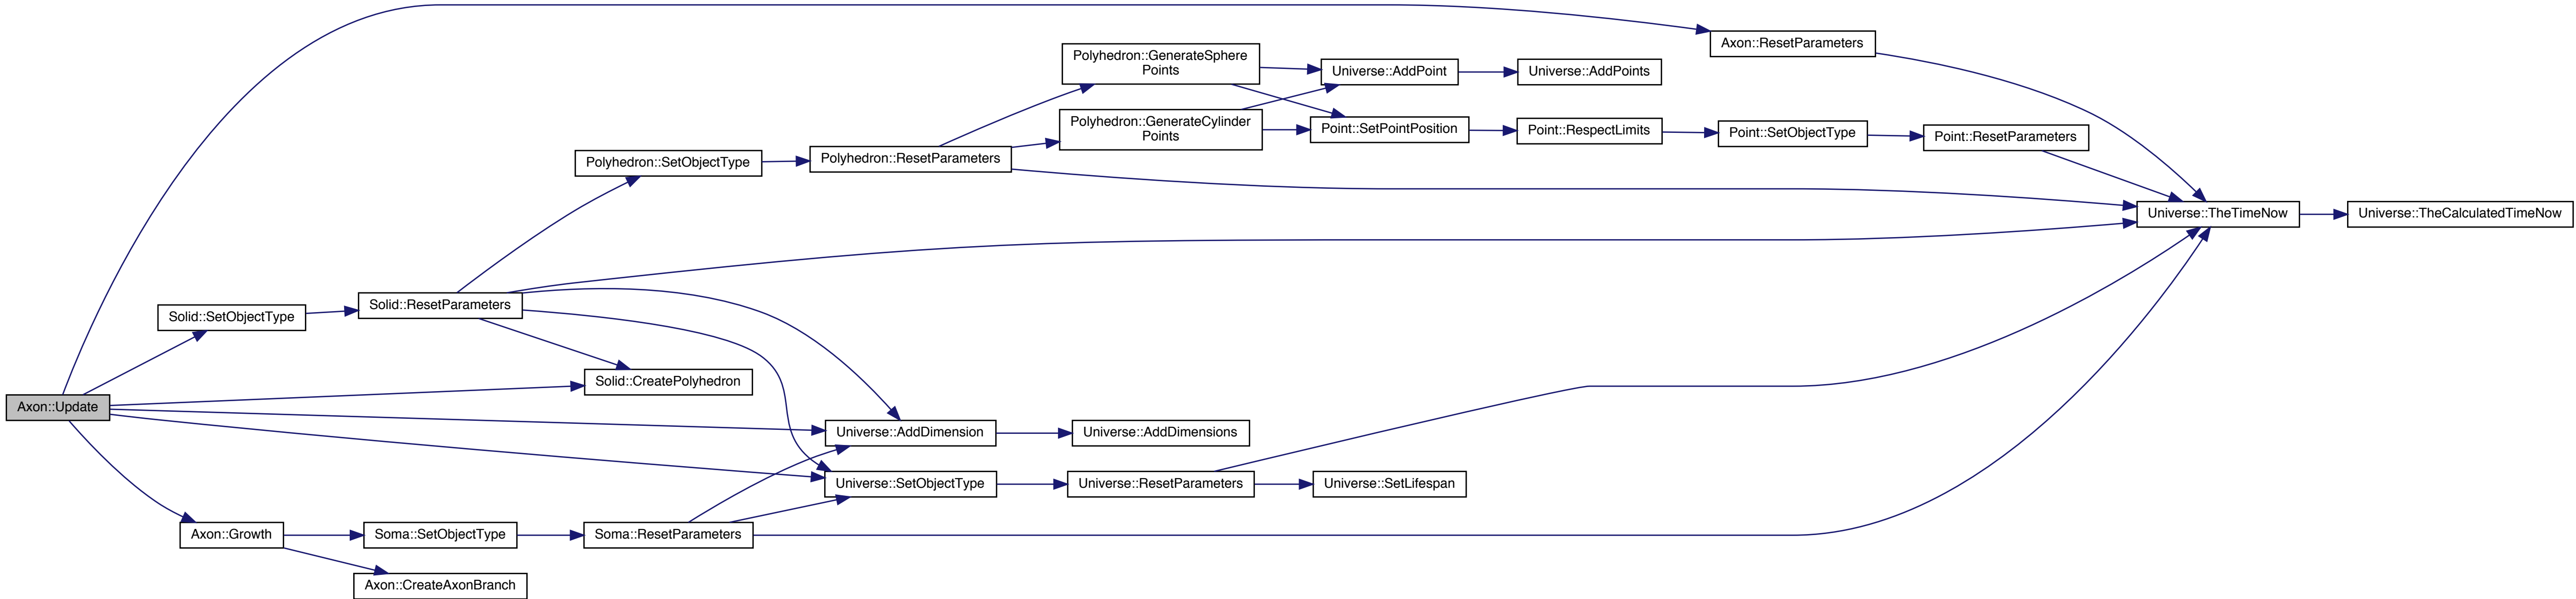 Axon::ResetParameters
Polyhedron::GenerateSphere
Points
Universe::AddPoint
Universe::AddPoints
Polyhedron::GenerateCylinder
Points
Point::SetPointPosition
Point::RespectLimits
Point::SetObjectType
Point::ResetParameters
Polyhedron::SetObjectType
Polyhedron::ResetParameters
Universe::TheTimeNow
Universe::TheCalculatedTimeNow
Solid::SetObjectType
Solid::ResetParameters
Solid::CreatePolyhedron
Axon::Update
Universe::AddDimension
Universe::AddDimensions
Universe::SetObjectType
Universe::ResetParameters
Universe::SetLifespan
Axon::Growth
Soma::SetObjectType
Soma::ResetParameters
Axon::CreateAxonBranch